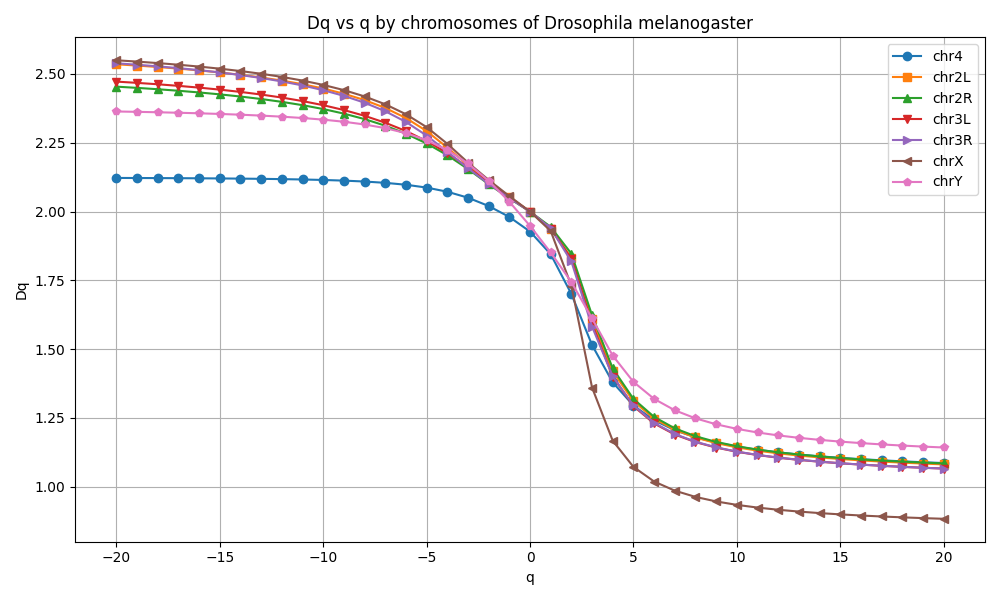 Dq vs q by chromosomes of Drosophila melanogaster
chr4
chr2L
chr2R
chr3L
chr3R
chrX
chrY
2.50
2.25
2.00
1.75
1.50
1.25
1.00
Dq
−20
−15
−10
−5
0
5
10
15
20
q